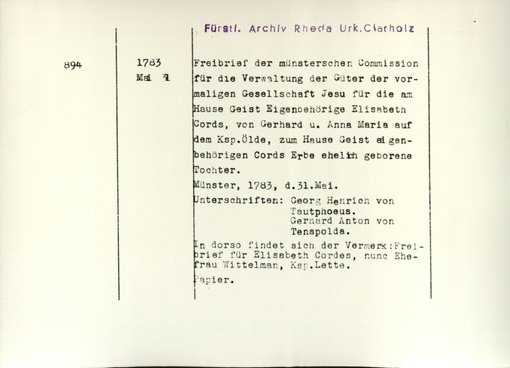 Fürstl. Archiv Rheda Urk.Clarholz
894
1783
Mai
Freibrief der münsterschen Commission
für die Verwaltung der Güter der vor-
maligen Gesellschaft Jesu für die am
Hause Geist Eigenbehörige Elisabeth
Cords, von Gerhard u. Anna Maria auf
dem Ksp.Ölde, zum Hause Geist eigen-
behörigen Cords Erbe ehelich geborene
Tochter.
Münster, 1783, d.31.Mai.
Unterschriften: Georg Henrich von
Tautphoeus.
Gerhard Anton von
Tenspolda.
In dorso findet sich der Vermerk:Frei-
brief für Elisabeth Cordes, nunc Ehe-
frau Wittelman, Ksp.Lette.
Papier.